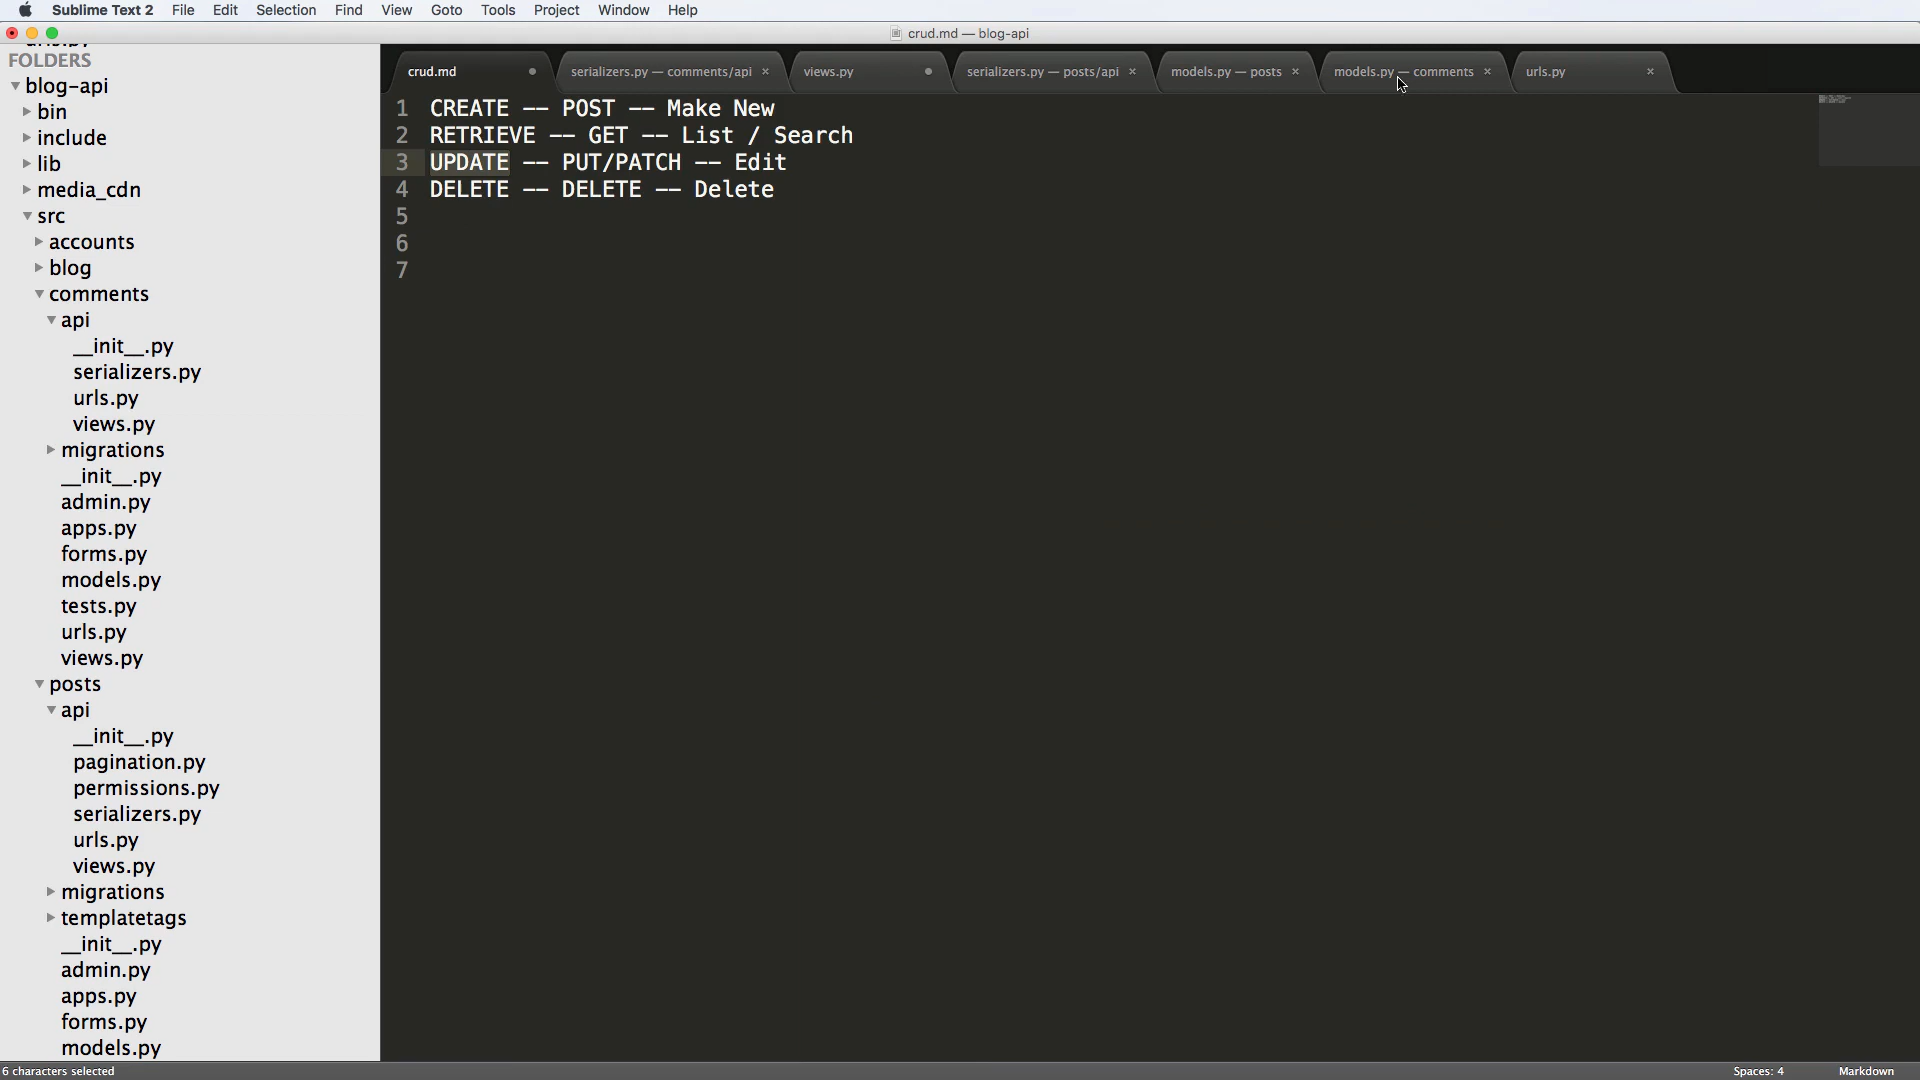 Sublime Text 2 File Edit Selection Find View Goto Tools Project Window Help
crud.md — blog-api
FOLDERS
blog-api
bin
include
lib
media_cdn
src
accounts
blog
comments
api
__init__.py
serializers.py
urls.py
views.py
migrations
__init__.py
admin.py
apps.py
forms.py
models.py
tests.py
urls.py
views.py
posts
api
__init__.py
pagination.py
permissions.py
serializers.py
urls.py
views.py
migrations
templatetags
__init__.py
admin.py
apps.py
forms.py
models.py
crud.md serializers.py — comments/api views.py serializers.py — posts/api models.py — posts models.py — comments urls.py
1 CREATE -- POST -- Make New
2 RETRIEVE -- GET -- List / Search
3 UPDATE -- PUT/PATCH -- Edit
4 DELETE -- DELETE -- Delete
5
6
7
6 characters selected Spaces: 4 Markdown